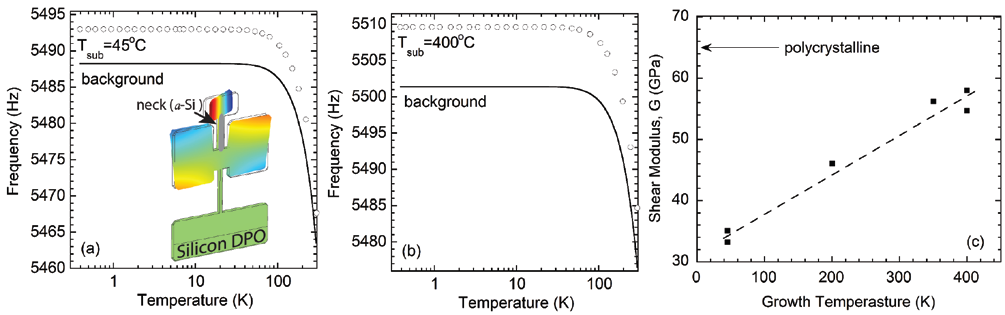 5495
5490
5485
5480
5475
5470
5465
5460
Frequency (Hz)
T sub =45°C
background
neck (a-Si)
Silicon DPO
(a)
1 10 100
Temperature (K)
5510
5505
5500
5495
5490
5485
5480
Frequency (Hz)
T sub =400°C
background
(b)
1 10 100
Temperature (K)
70
60
50
40
30
Shear Modulus, G (GPa)
polycrystalline
(c)
0 100 200 300 400
Growth Temperasture (K)